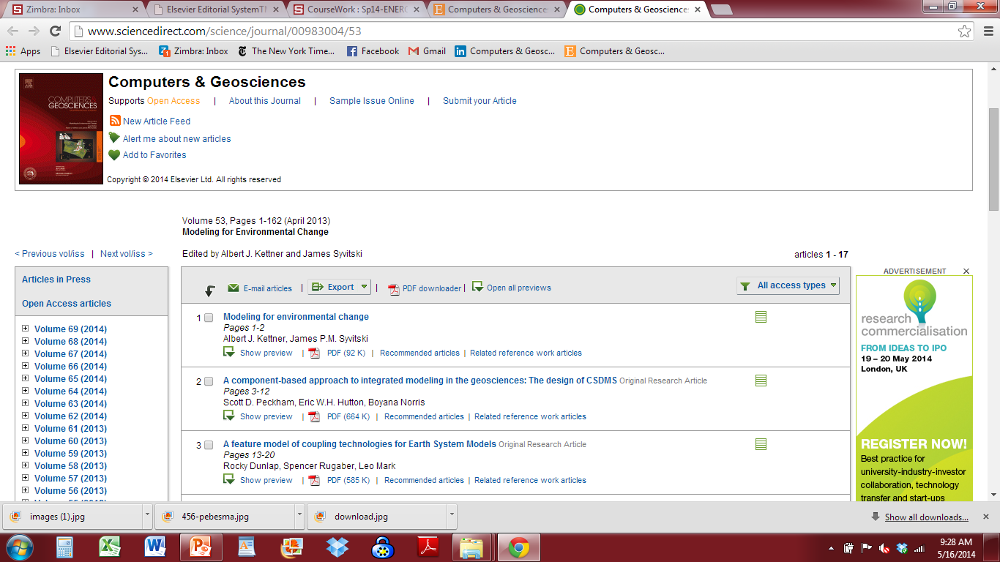 Zimbra: Inbox
Elsevier Editorial SystemT
CourseWork : Sp14-ENERG
Computers & Geosciences
Computers & Geosciences
www.sciencedirect.com/science/journal/00983004/53
Apps
Elsevier Editorial Sys...
Zimbra: Inbox
The New York Time...
Facebook
Gmail
Computers & Geosc...
Computers & Geosc...
COMPUTERS &
GEOSCIENCES
Computers & Geosciences
Supports Open Access | About this Journal | Sample Issue Online | Submit your Article
New Article Feed
Alert me about new articles
Add to Favorites
Copyright © 2014 Elsevier Ltd. All rights reserved
Volume 53, Pages 1-162 (April 2013)
Modeling for Environmental Change
< Previous vol/iss | Next vol/iss >
Edited by Albert J. Kettner and James Syvitski
articles 1 - 17
Articles in Press
Open Access articles
Volume 69 (2014)
Volume 68 (2014)
Volume 67 (2014)
Volume 66 (2014)
Volume 65 (2014)
Volume 64 (2014)
Volume 63 (2014)
Volume 62 (2014)
Volume 61 (2013)
Volume 60 (2013)
Volume 59 (2013)
Volume 58 (2013)
Volume 57 (2013)
Volume 56 (2013)
E-mail articles | Export | PDF downloader | Open all previews
All access types
1 Modeling for environmental change
Pages 1-2
Albert J. Kettner, James P.M. Syvitski
Show preview | PDF (92 K) | Recommended articles | Related reference work articles
2 A component-based approach to integrated modeling in the geosciences: The design of CSDMS Original Research Article
Pages 3-12
Scott D. Peckham, Eric W.H. Hutton, Boyana Norris
Show preview | PDF (664 K) | Recommended articles | Related reference work articles
3 A feature model of coupling technologies for Earth System Models Original Research Article
Pages 13-20
Rocky Dunlap, Spencer Rugaber, Leo Mark
Show preview | PDF (585 K) | Recommended articles | Related reference work articles
ADVERTISEMENT
research
commercialisation
FROM IDEAS TO IPO
19 – 20 May 2014
London, UK
REGISTER NOW!
Best practice for
university-industry-investor
collaboration, technology
transfer and start-ups
images (1).jpg
456-pebesma.jpg
download.jpg
Show all downloads...
9:28 AM
5/16/2014